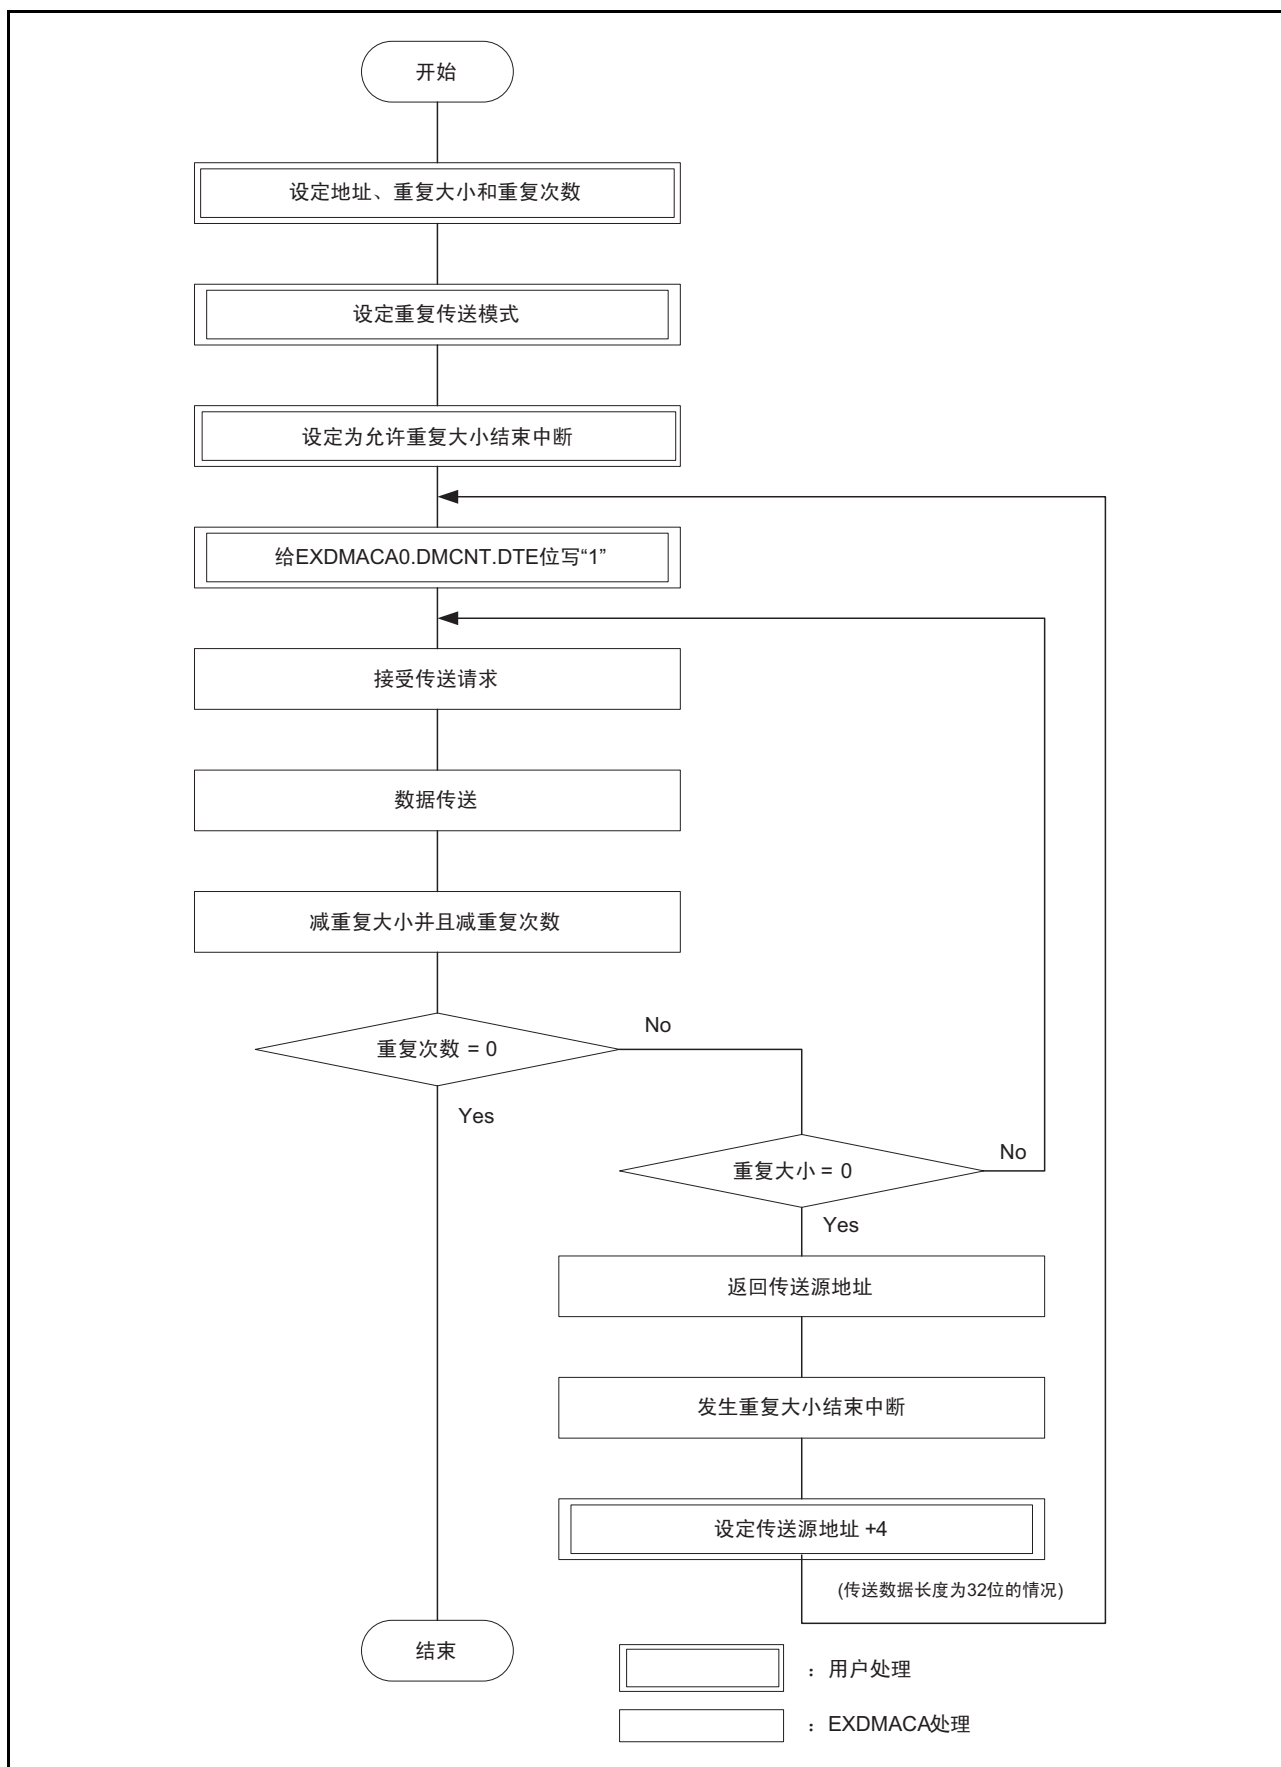 开始
设定地址、重复大小和重复次数
设定重复传送模式
设定为允许重复大小结束中断
给EXDMACA0.DMCNT.DTE位写“1”
接受传送请求
数据传送
减重复大小并且减重复次数
No
重复次数 = 0
Yes
No
重复大小 = 0
Yes
返回传送源地址
发生重复大小结束中断
设定传送源地址 +4
(传送数据长度为32位的情况)
结束
：用户处理
：EXDMACA处理